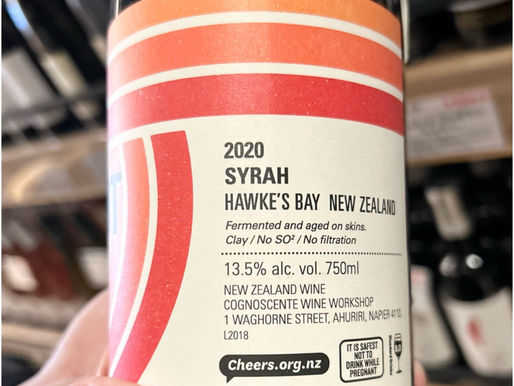 2020
SYRAH
HAWKE'S BAY NEW ZEALAND
Fermented and aged on skins.
Clay / No SO² / No filtration
13.5% alc. vol. 750ml
NEW ZEALAND WINE
COGNOSCENTE WINE WORKSHOP
1 WAGHORNE STREET, AHURIRI, NAPIER 4110.
L2018
Cheers.org.nz
IT IS SAFEST
NOT TO
DRINK WHILE
PREGNANT